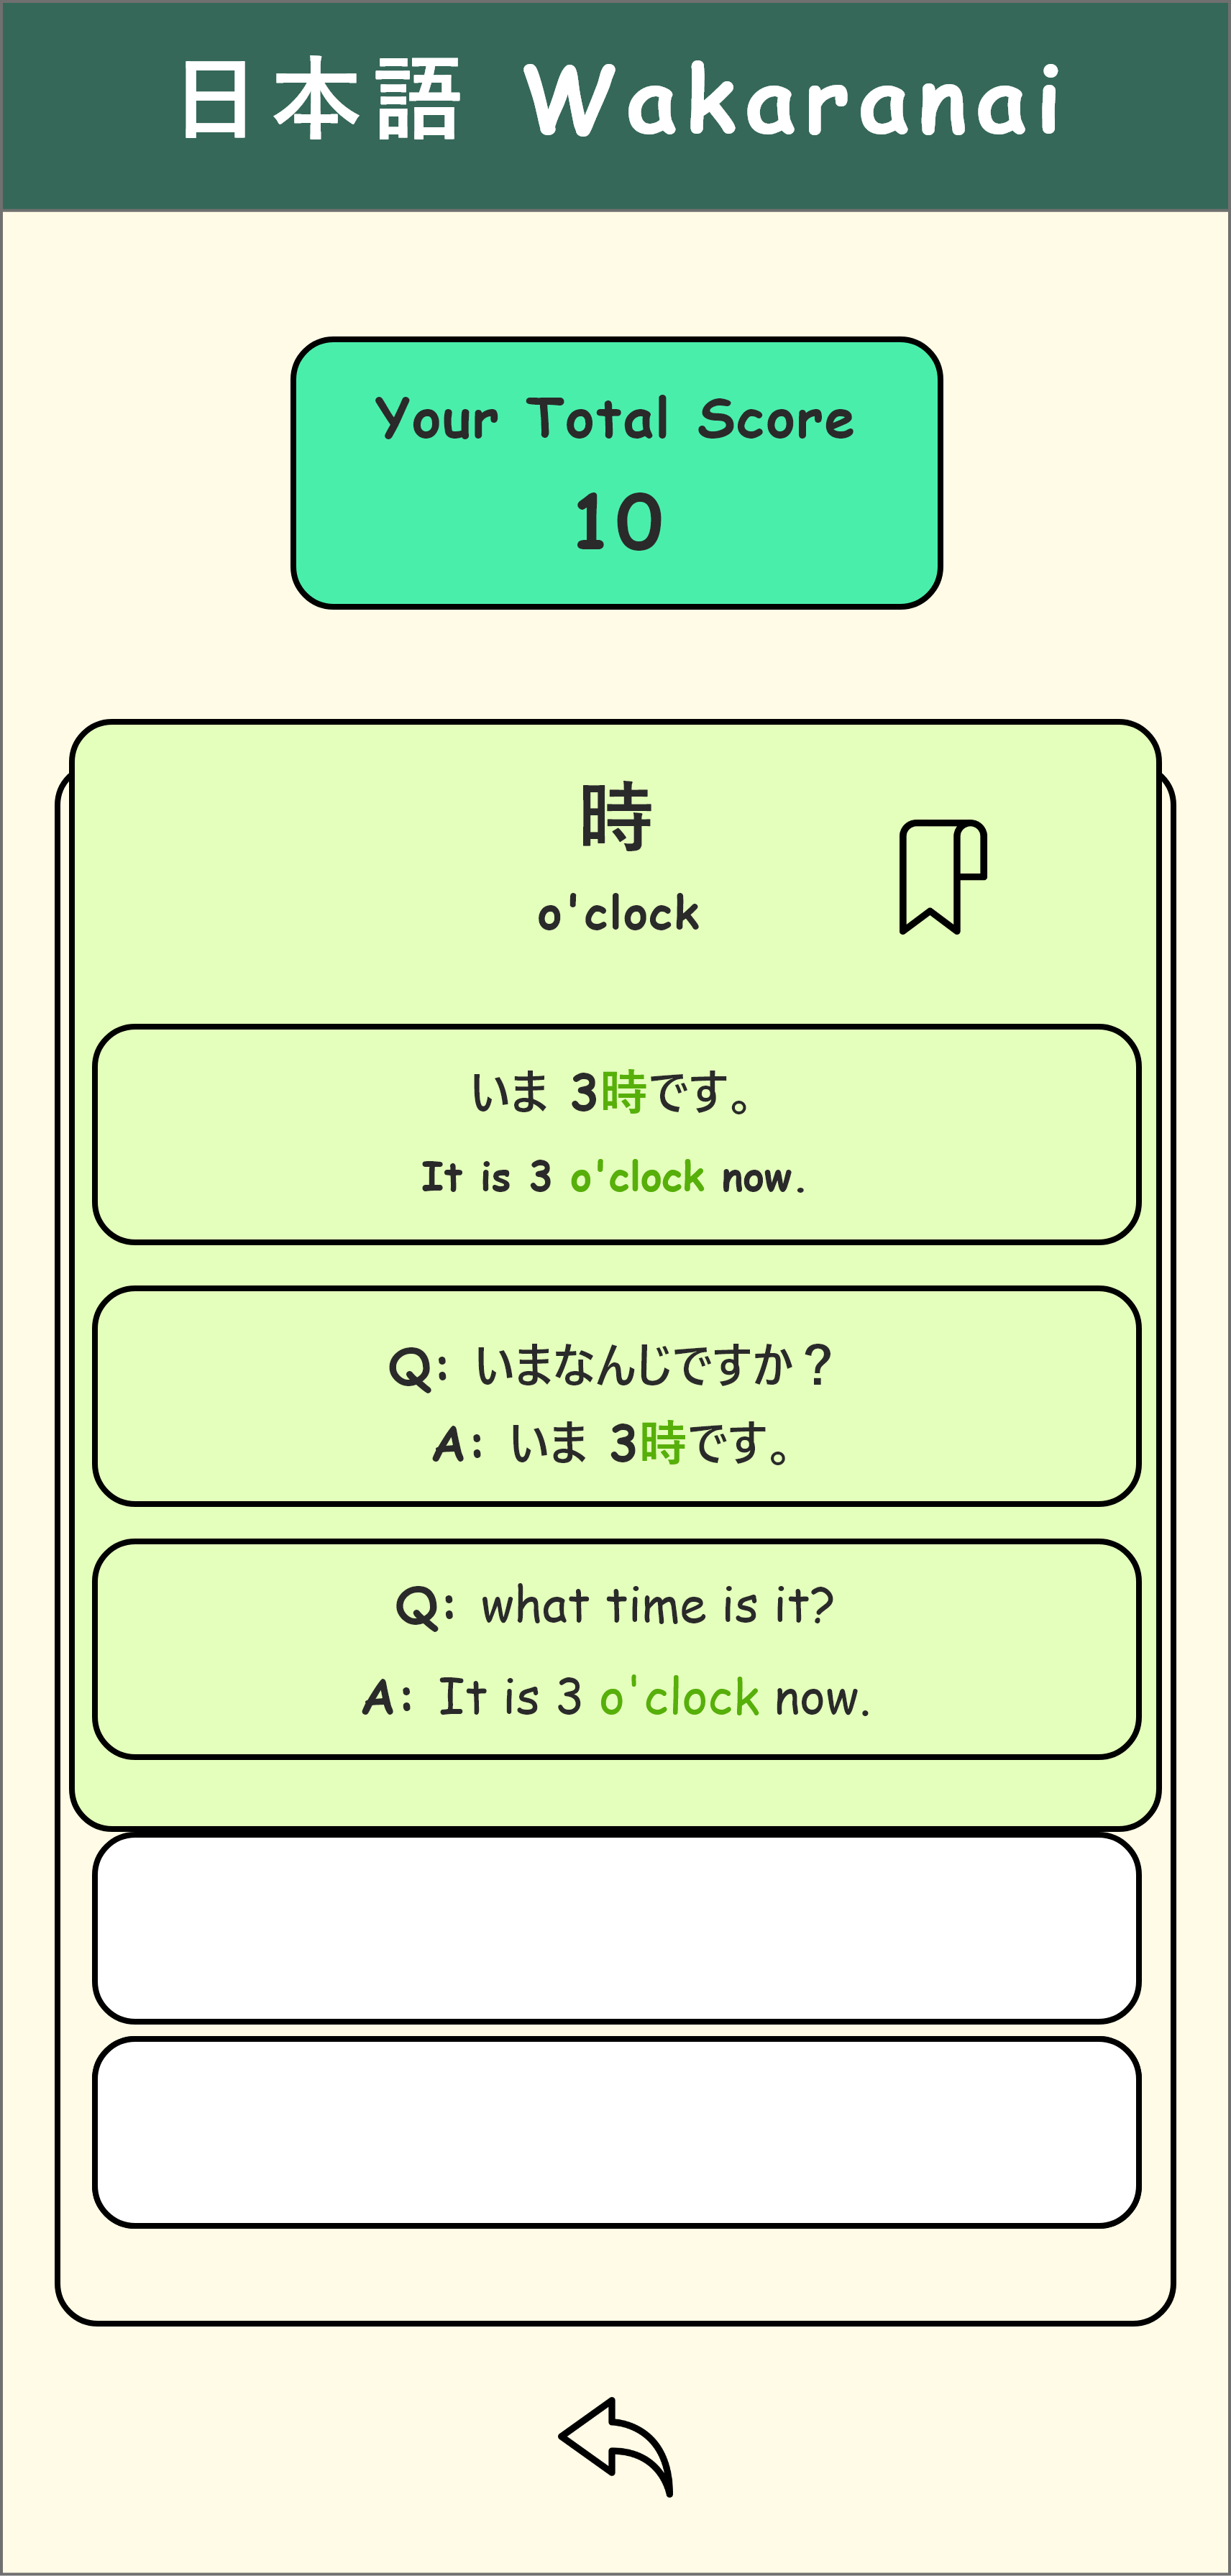 日本語 Wakaranai
Your Total Score
10
時
o'clock
いま 3時です。
It is 3 o'clock now.
Q: いまなんじですか？
A: いま 3時です。
Q: what time is it?
A: It is 3 o'clock now.